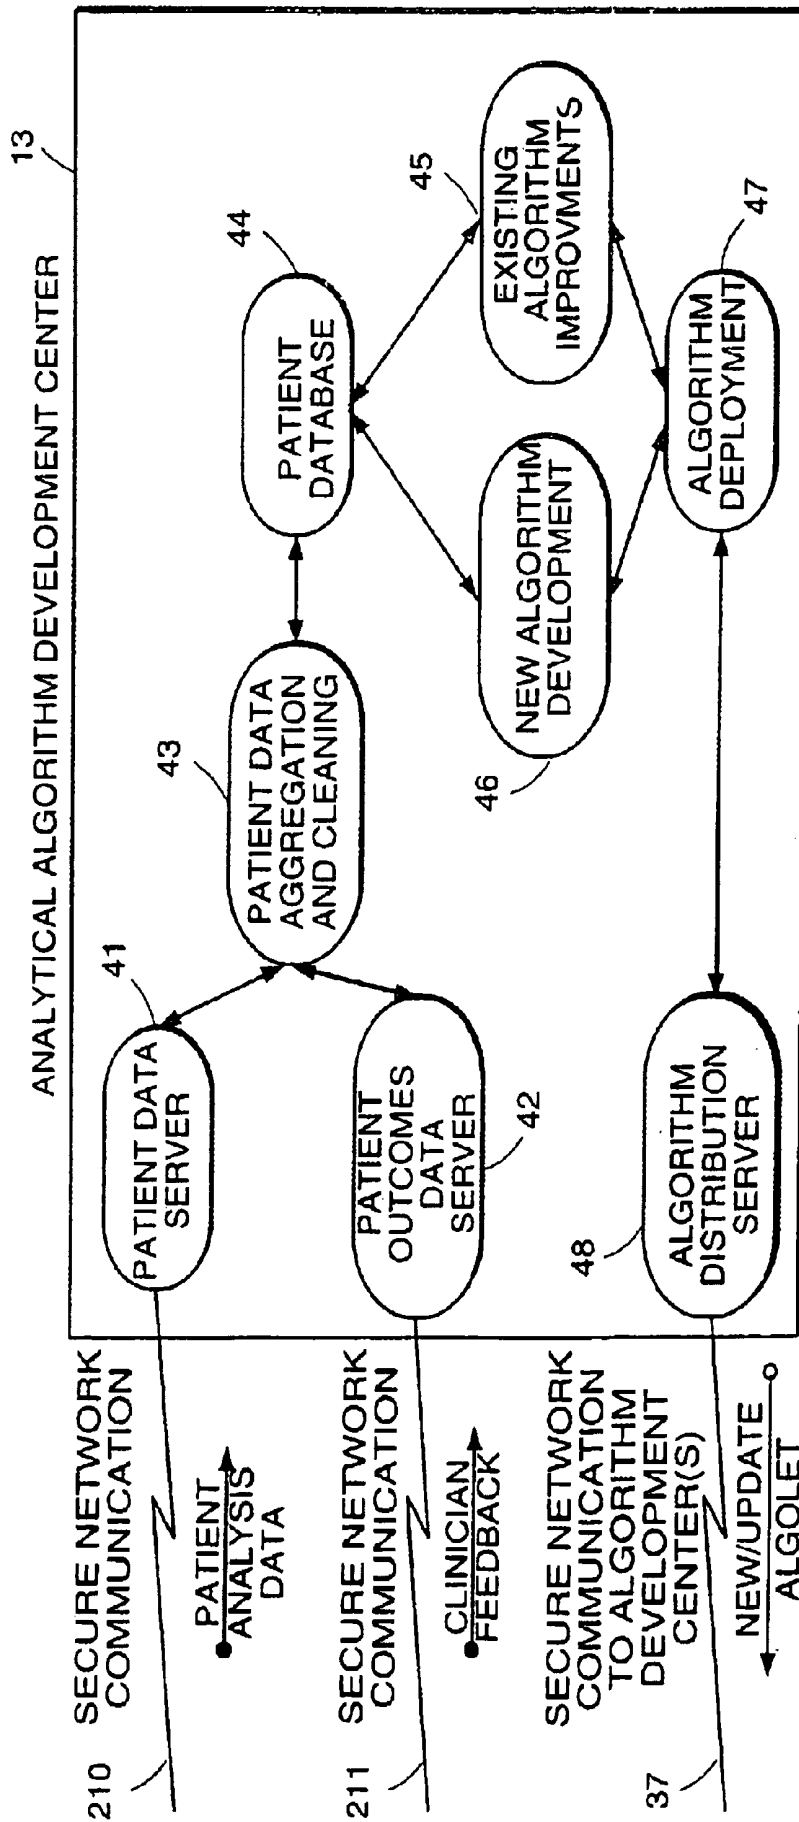 ANALYTICAL ALGORITHM DEVELOPMENT CENTER
13
210
SECURE NETWORK
COMMUNICATION
PATIENT
ANALYSIS
DATA
41
PATIENT DATA
SERVER
43
PATIENT DATA
AGGREGATION
AND CLEANING
44
PATIENT
DATABASE
211
SECURE NETWORK
COMMUNICATION
CLINICIAN
FEEDBACK
PATIENT
OUTCOMES
DATA
SERVER
42
46
NEW ALGORITHM
DEVELOPMENT
45
EXISTING
ALGORITHM
IMPROVMENTS
37
SECURE NETWORK
COMMUNICATION
TO ALGORITHM
DEVELOPMENT
CENTER(S)
NEW/UPDATE
ALGOLET
48
ALGORITHM
DISTRIBUTION
SERVER
47
ALGORITHM
DEPLOYMENT